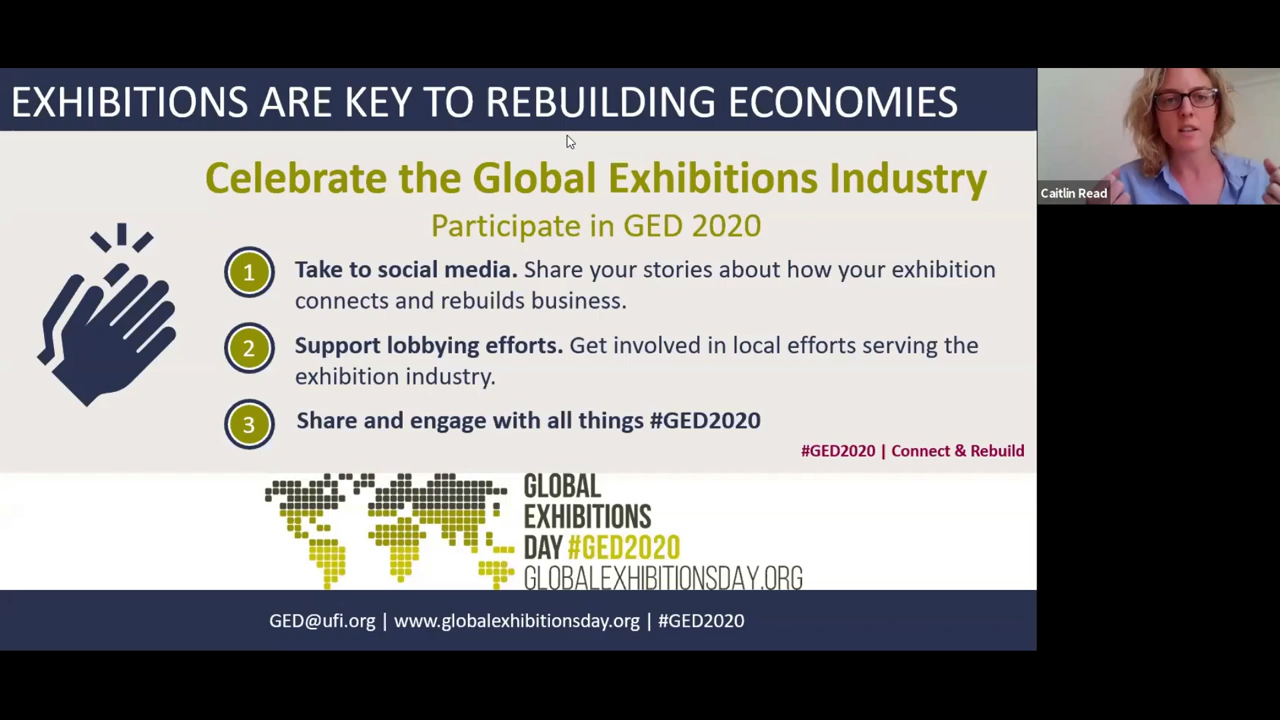 EXHIBITIONS ARE KEY TO REBUILDING ECONOMIES
Caitlin Read
Celebrate the Global Exhibitions Industry
Participate in GED 2020
1 Take to social media. Share your stories about how your exhibition
connects and rebuilds business.
2 Support lobbying efforts. Get involved in local efforts serving the
exhibition industry.
3 Share and engage with all things #GED2020
#GED2020 | Connect & Rebuild
GLOBAL
EXHIBITIONS
DAY #GED2020
GLOBALEXHIBITIONSDAY.ORG
GED@ufi.org | www.globalexhibitionsday.org | #GED2020